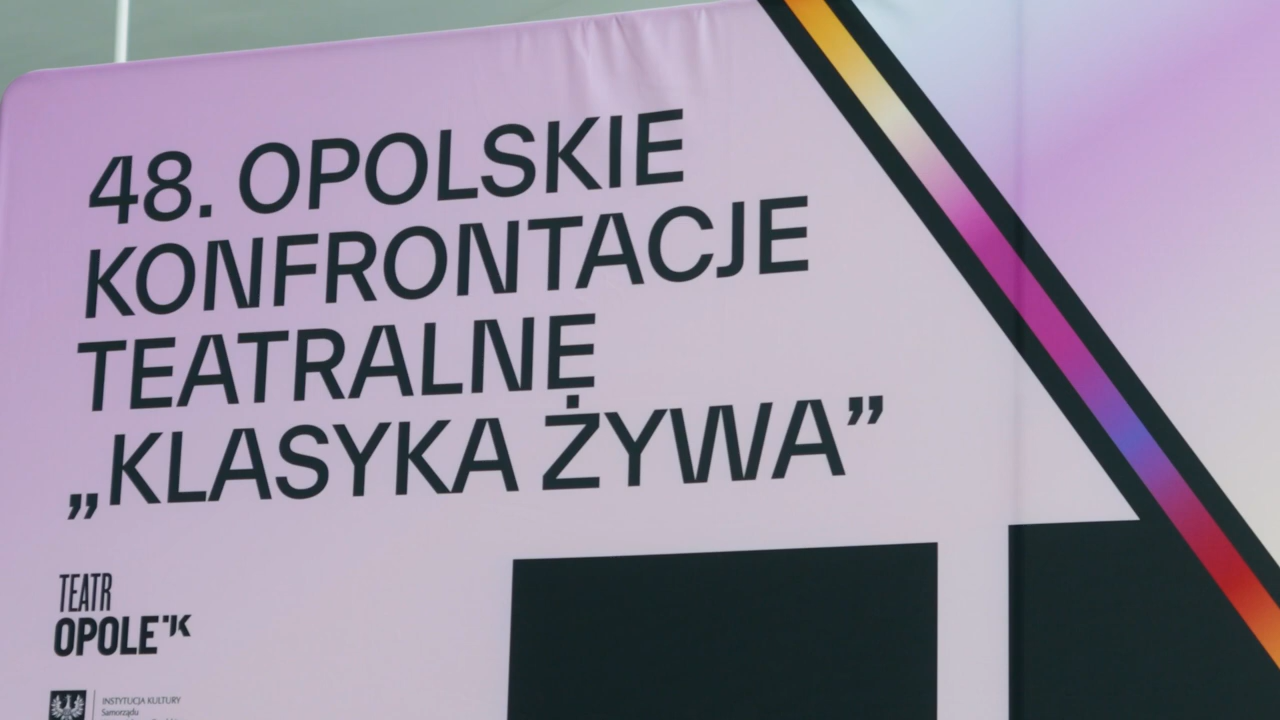 48. OPOLSKIE
KONFRONTACJE
TEATRALNE
„KLASYKA ŻYWA”
TEATR
OPOLE
INSTYTUCJA KULTURY
Samorządu